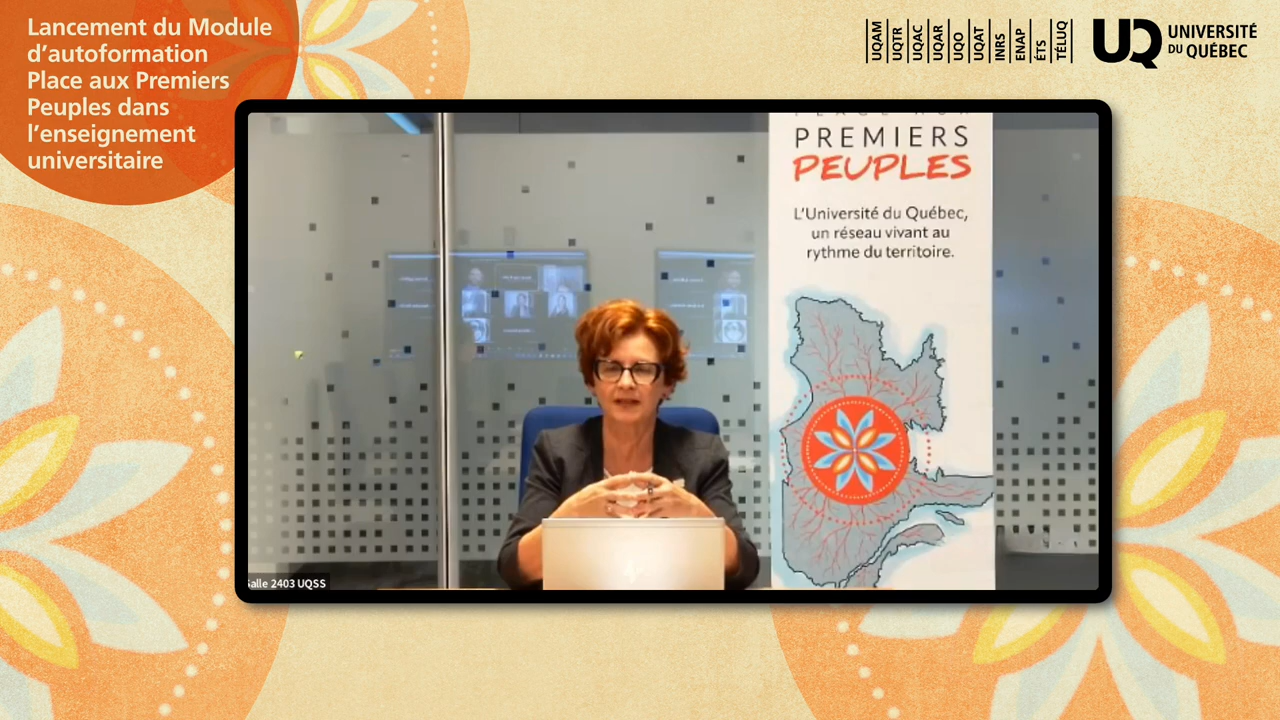 Lancement du Module
d'autoformation
Place aux Premiers
Peuples dans
l'enseignement
universitaire
UQAM
UQTR
UQAC
UQAR
UQO
UQAT
INRS
ENAP
ÉTS
TÉLUQ
UQ UNIVERSITÉ
DU QUÉBEC
PREMIERS
PEUPLES
L'Université du Québec,
un réseau vivant au
rythme du territoire.
Salle 2403 UQSS